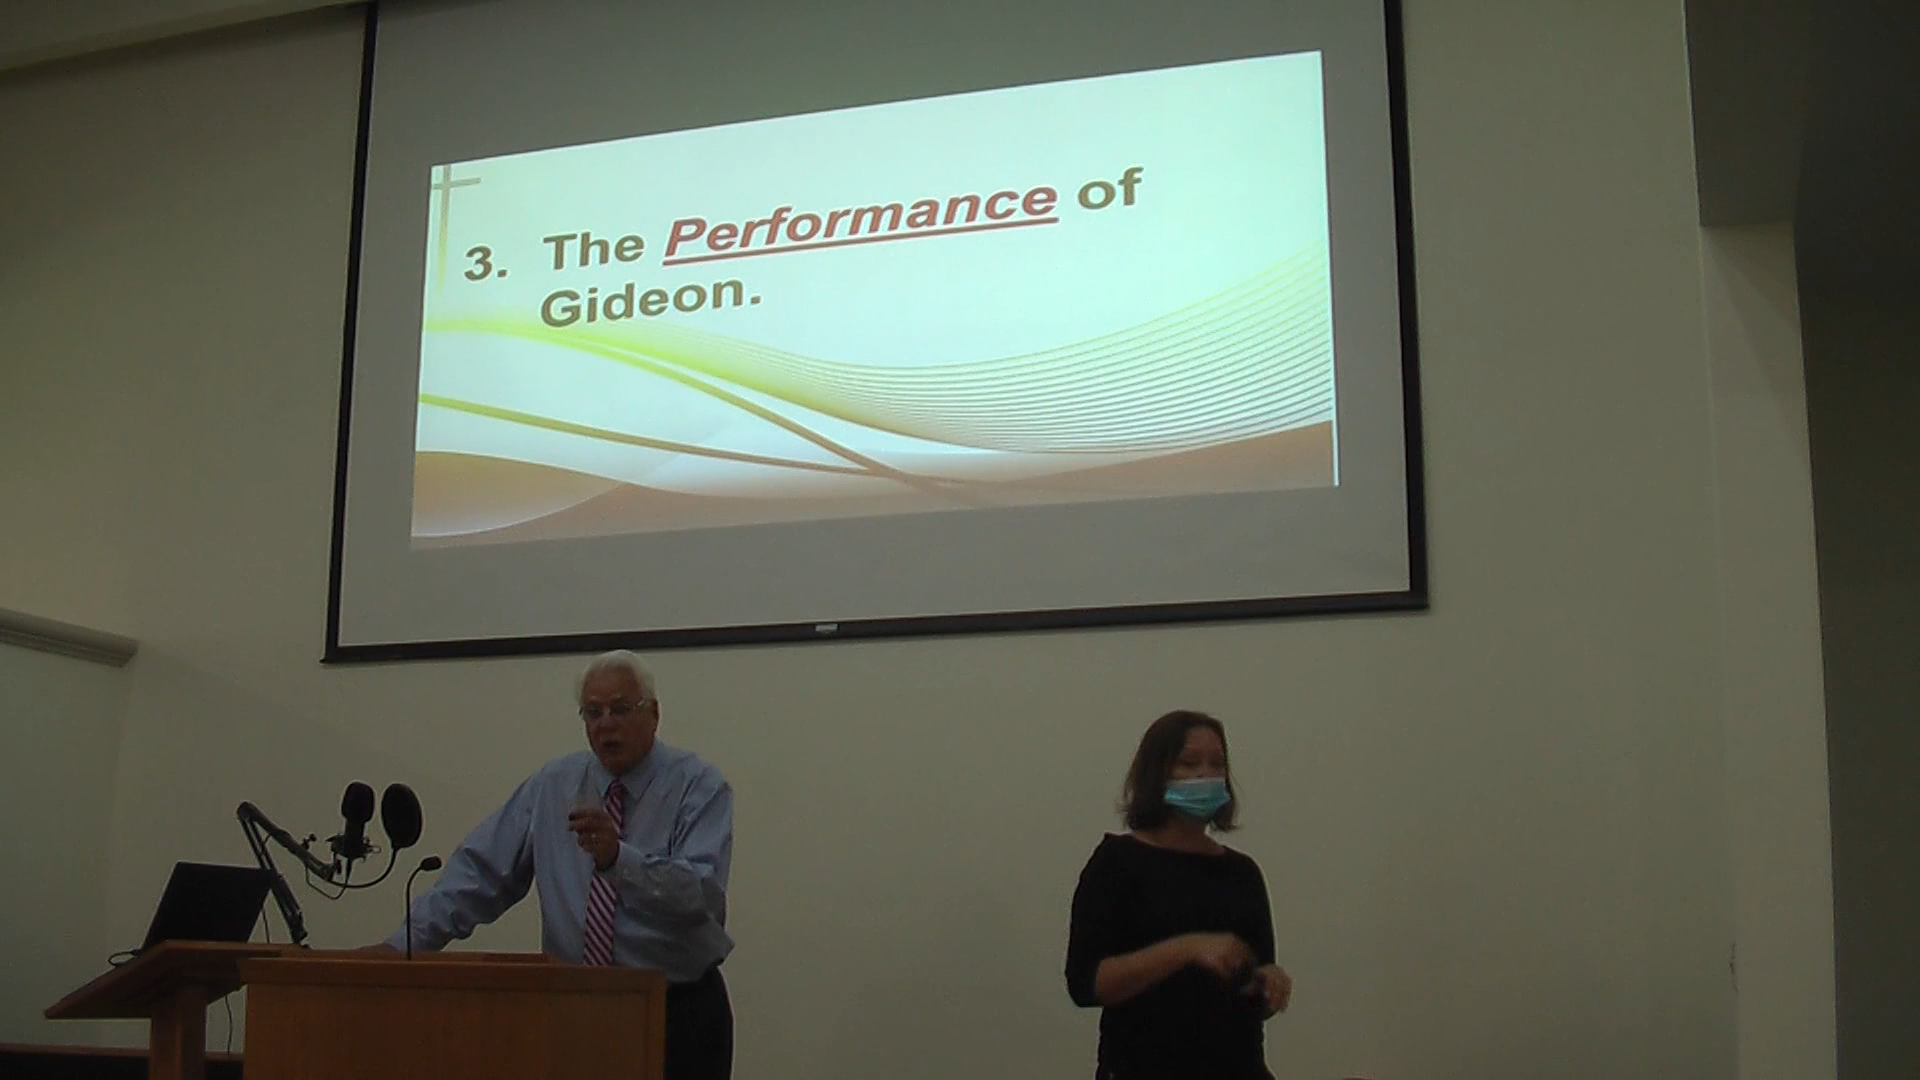 3. The Performance of
Gideon.